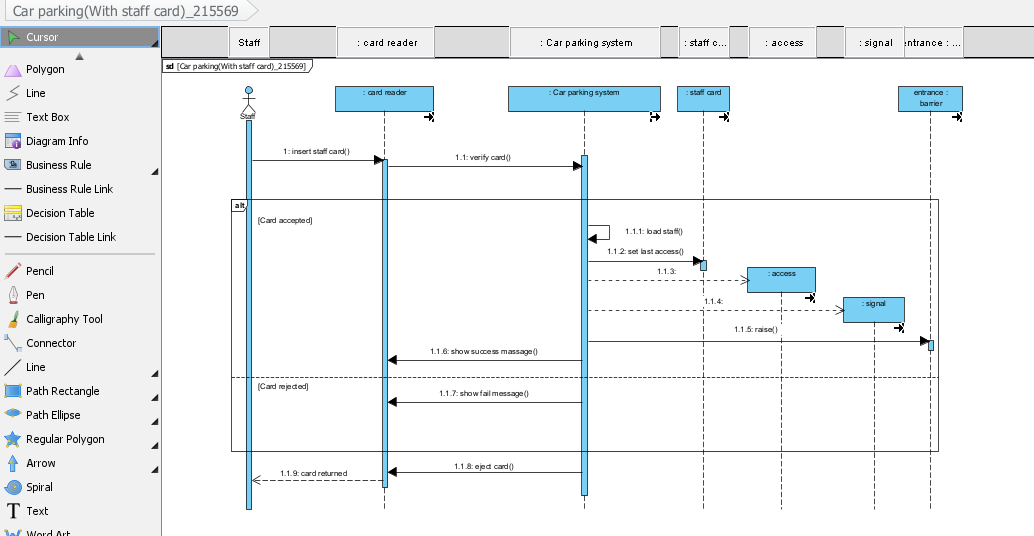 Car parking(With staff card)_215569
Cursor
Polygon
Line
Text Box
Diagram Info
Business Rule
Business Rule Link
Decision Table
Decision Table Link
Pencil
Pen
Calligraphy Tool
Connector
Line
Path Rectangle
Path Ellipse
Regular Polygon
Arrow
Spiral
T Text
Word Art
Staff
: card reader
: Car parking system
: staff c...
: access
: signal
entrance : ...
sd [Car parking(With staff card)_215569]
: card reader
: Car parking system
: staff card
entrance :
barrier
Staff
1: insert staff card()
1.1: verify card()
alt
[Card accepted]
1.1.1: load staff()
1.1.2: set last access()
1.1.3:
: access
1.1.4:
: signal
1.1.5: raise()
1.1.6: show success massage()
[Card rejected]
1.1.7: show fail message()
1.1.8: eject card()
1.1.9: card returned